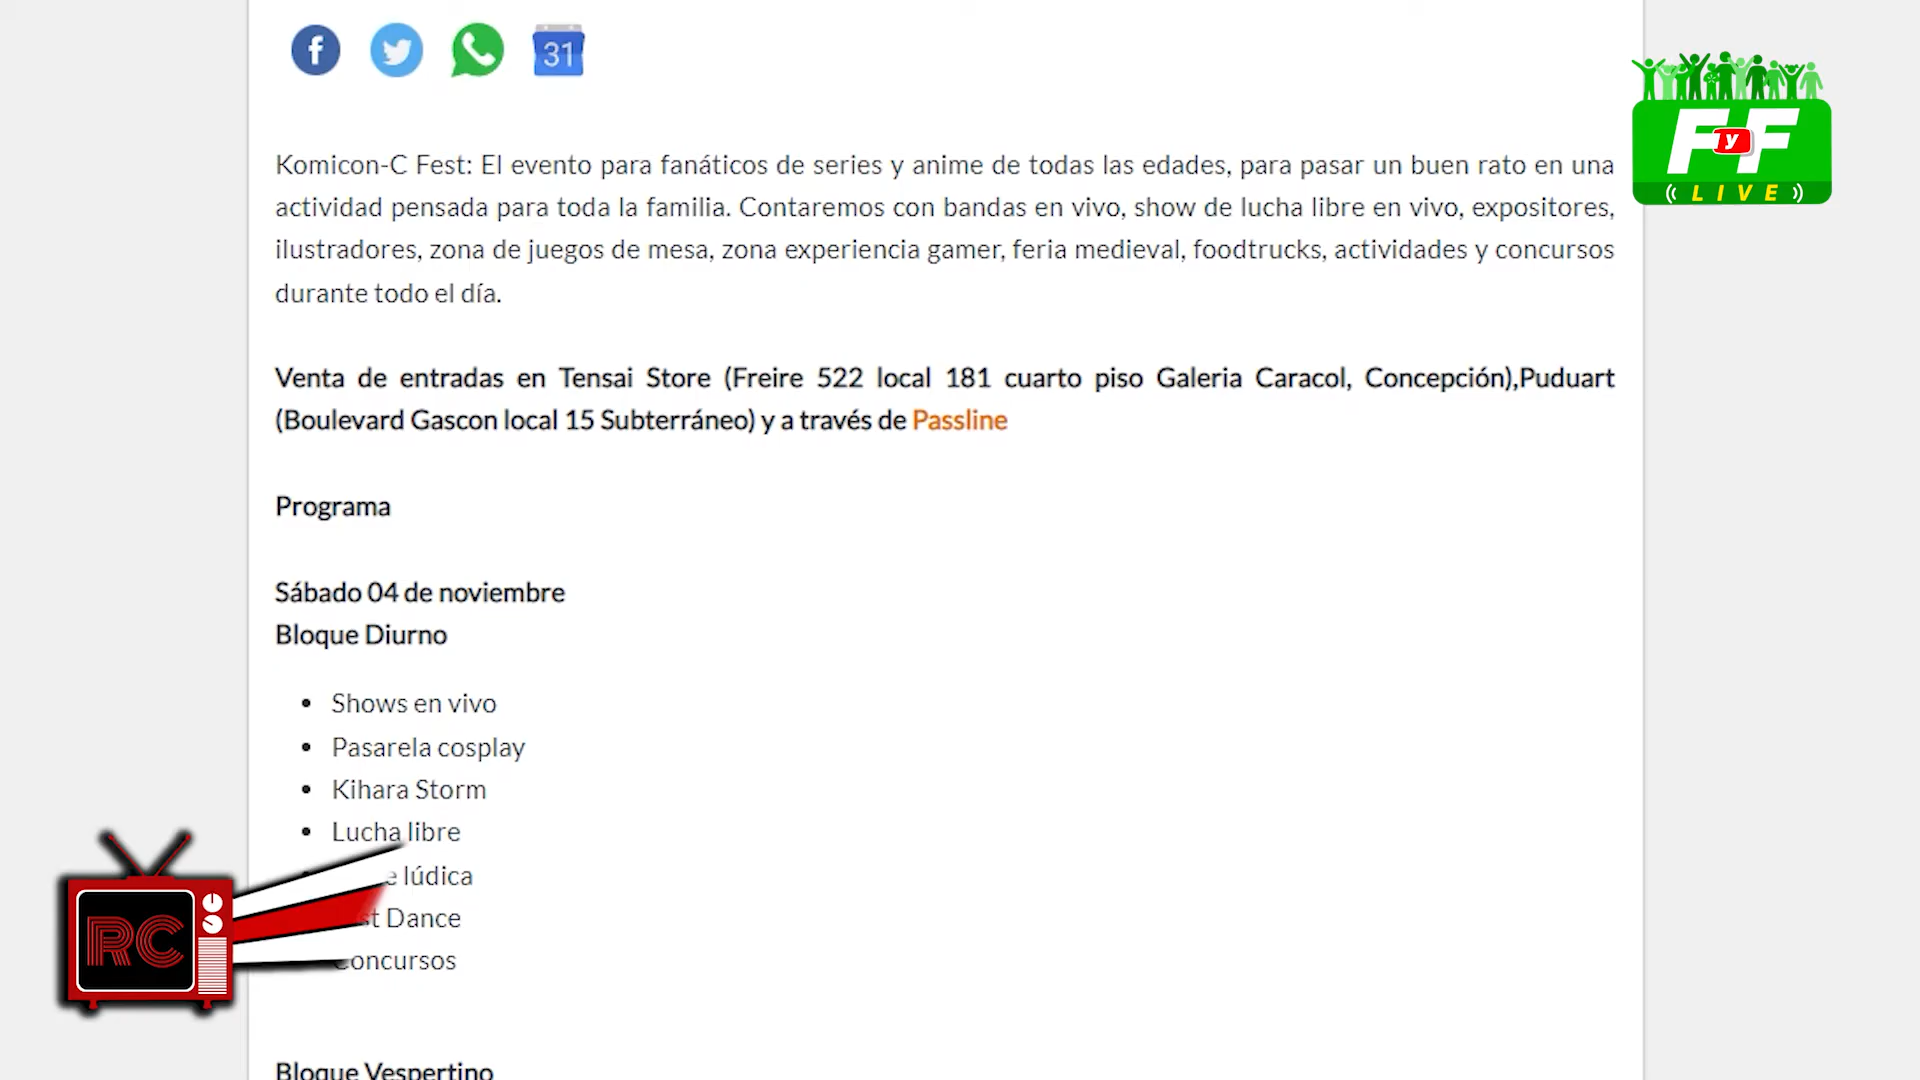 31
Komicon-C Fest: El evento para fanáticos de series y anime de todas las edades, para pasar un buen rato en una
actividad pensada para toda la familia. Contaremos con bandas en vivo, show de lucha libre en vivo, expositores,
ilustradores, zona de juegos de mesa, zona experiencia gamer, feria medieval, foodtrucks, actividades y concursos
durante todo el día.
Venta de entradas en Tensai Store (Freire 522 local 181 cuarto piso Galeria Caracol, Concepción),Puduart
(Boulevard Gascon local 15 Subterráneo) y a través de Passline
Programa
Sábado 04 de noviembre
Bloque Diurno
Shows en vivo
Pasarela cosplay
Kihara Storm
Lucha libre
lúdica
Dance
Concursos
Bloque Vespertino
FyF
LIVE
RC